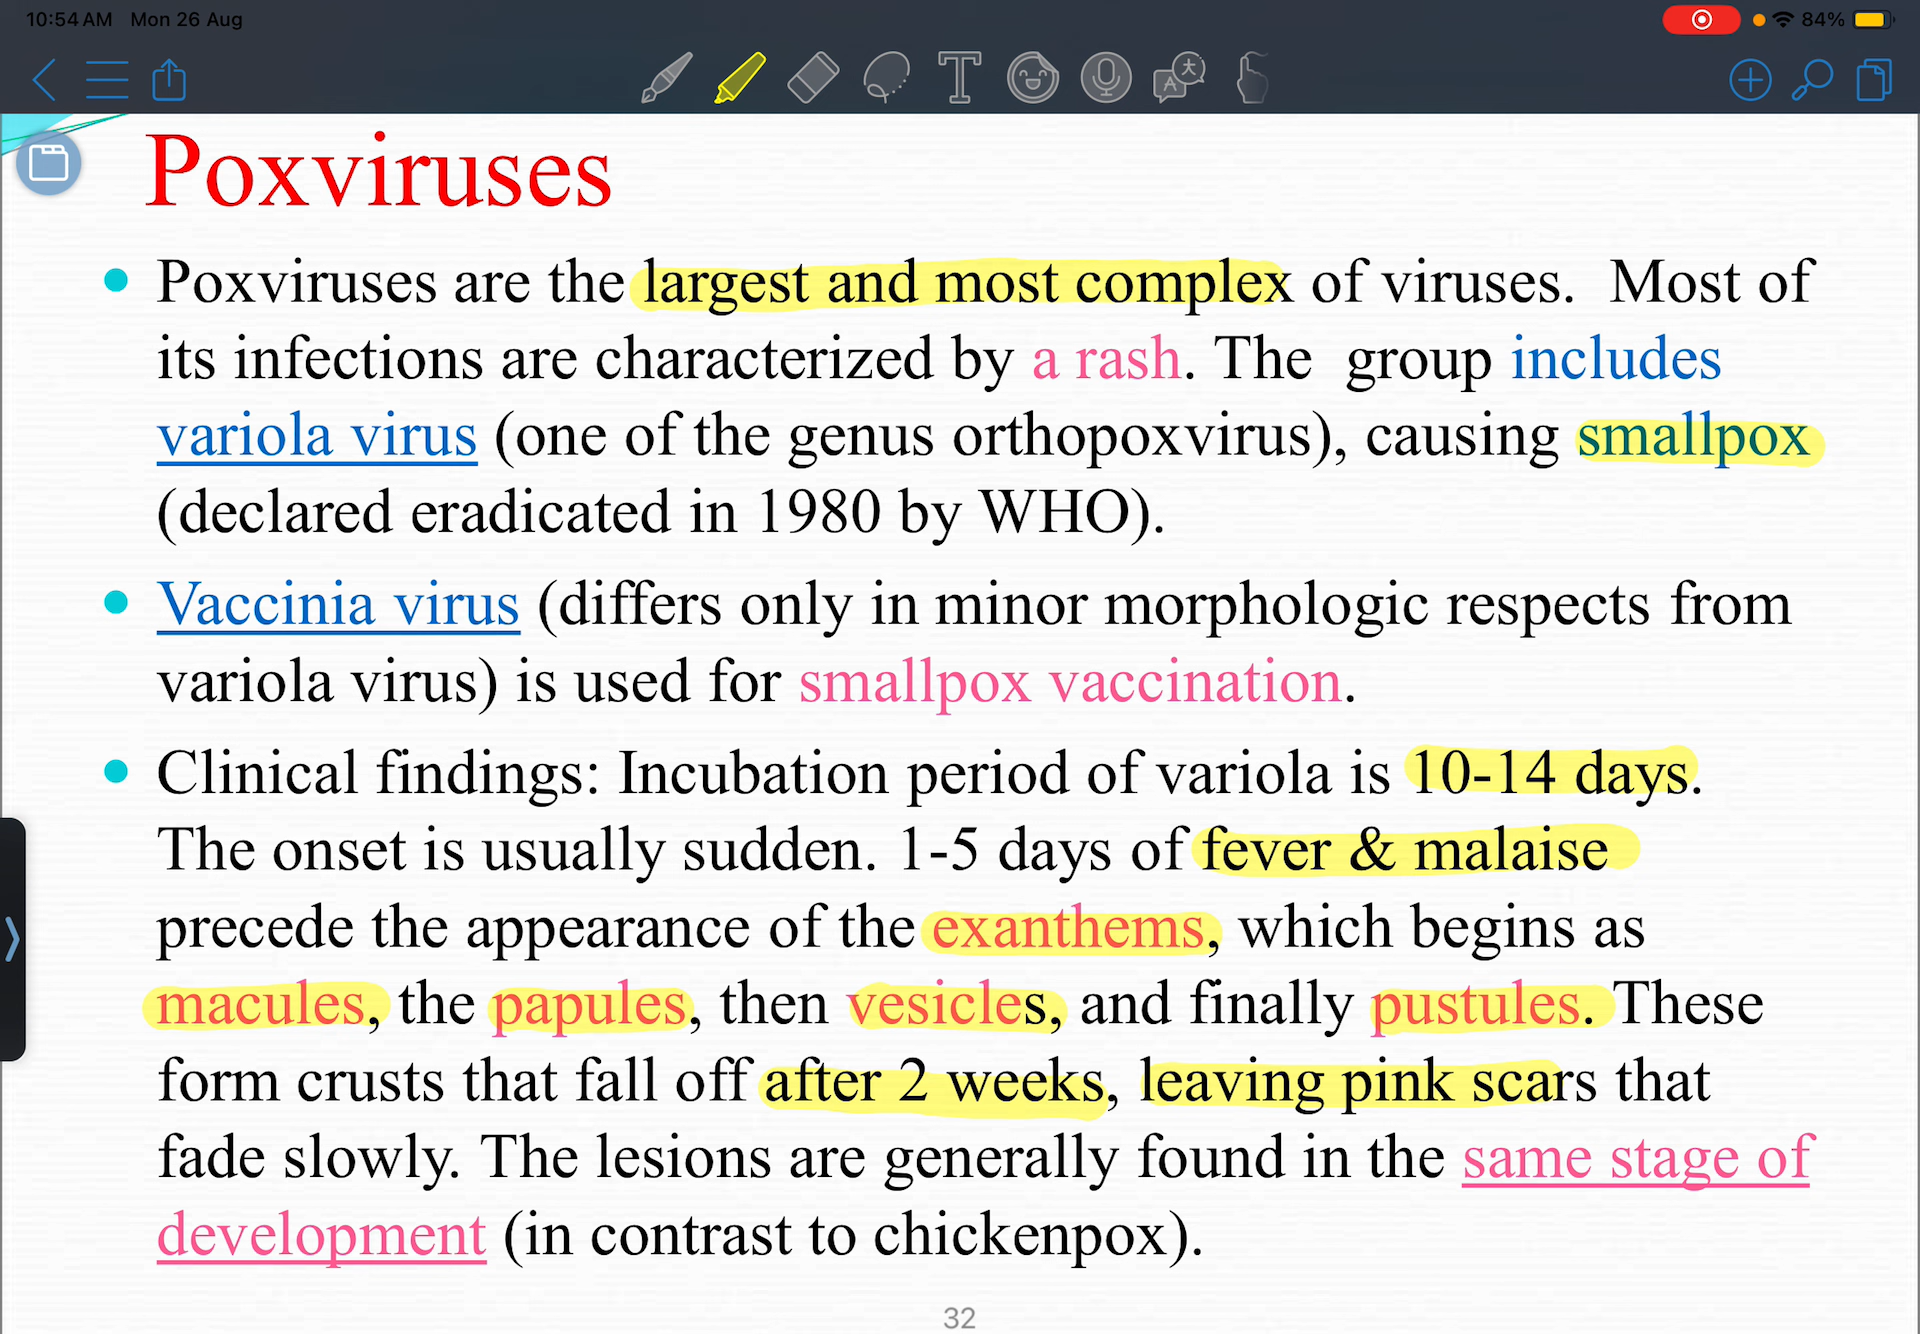 10:54 AM Mon 26 Aug
84%
Poxviruses
Poxviruses are the largest and most complex of viruses. Most of
its infections are characterized by a rash. The group includes
variola virus (one of the genus orthopoxvirus), causing smallpox
(declared eradicated in 1980 by WHO).
Vaccinia virus (differs only in minor morphologic respects from
variola virus) is used for smallpox vaccination.
Clinical findings: Incubation period of variola is 10-14 days.
The onset is usually sudden. 1-5 days of fever & malaise
precede the appearance of the exanthems, which begins as
macules, the papules, then vesicles, and finally pustules. These
form crusts that fall off after 2 weeks, leaving pink scars that
fade slowly. The lesions are generally found in the same stage of
development (in contrast to chickenpox).
32